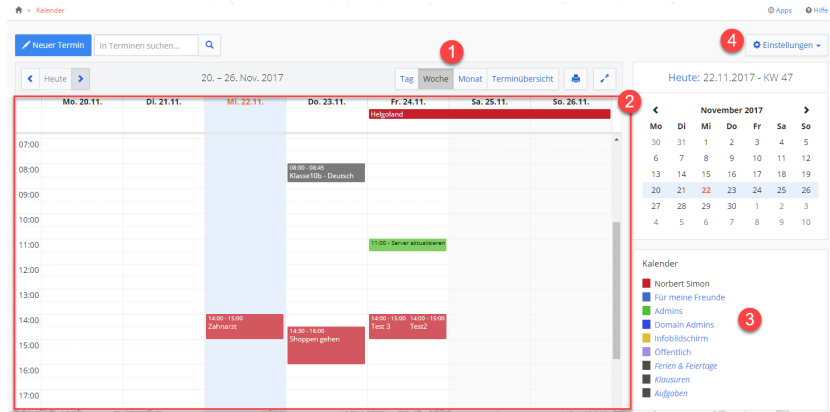 » Kalender
Apps Hilfe
Neuer Termin In Terminen suchen... 4 Einstellungen
1
Heute 20. – 26. Nov. 2017 Tag Woche Monat Terminübersicht
Heute: 22.11.2017 - KW 47
2
Mo. 20.11. Di. 21.11. Mi. 22.11. Do. 23.11. Fr. 24.11. Sa. 25.11. So. 26.11.
Helgoland
07:00
08:00
09:00
10:00
11:00
12:00
13:00
14:00
15:00
16:00
17:00
08:00 - 08:45
Klasse10b - Deutsch
11:00 - Server aktualisieren
14:00 - 15:00
Zahnarzt
14:30 - 16:00
Shoppen gehen
14:00 - 15:00
Test 3
14:00 - 15:00
Test2
November 2017
Mo Di Mi Do Fr Sa So
30 31 1 2 3 4 5
6 7 8 9 10 11 12
13 14 15 16 17 18 19
20 21 22 23 24 25 26
27 28 29 30 1 2 3
4 5 6 7 8 9 10
Kalender
Norbert Simon
Für meine Freunde
Admins
Domain Admins
3
Infobildschirm
Öffentlich
Ferien & Feiertage
Klausuren
Aufgaben